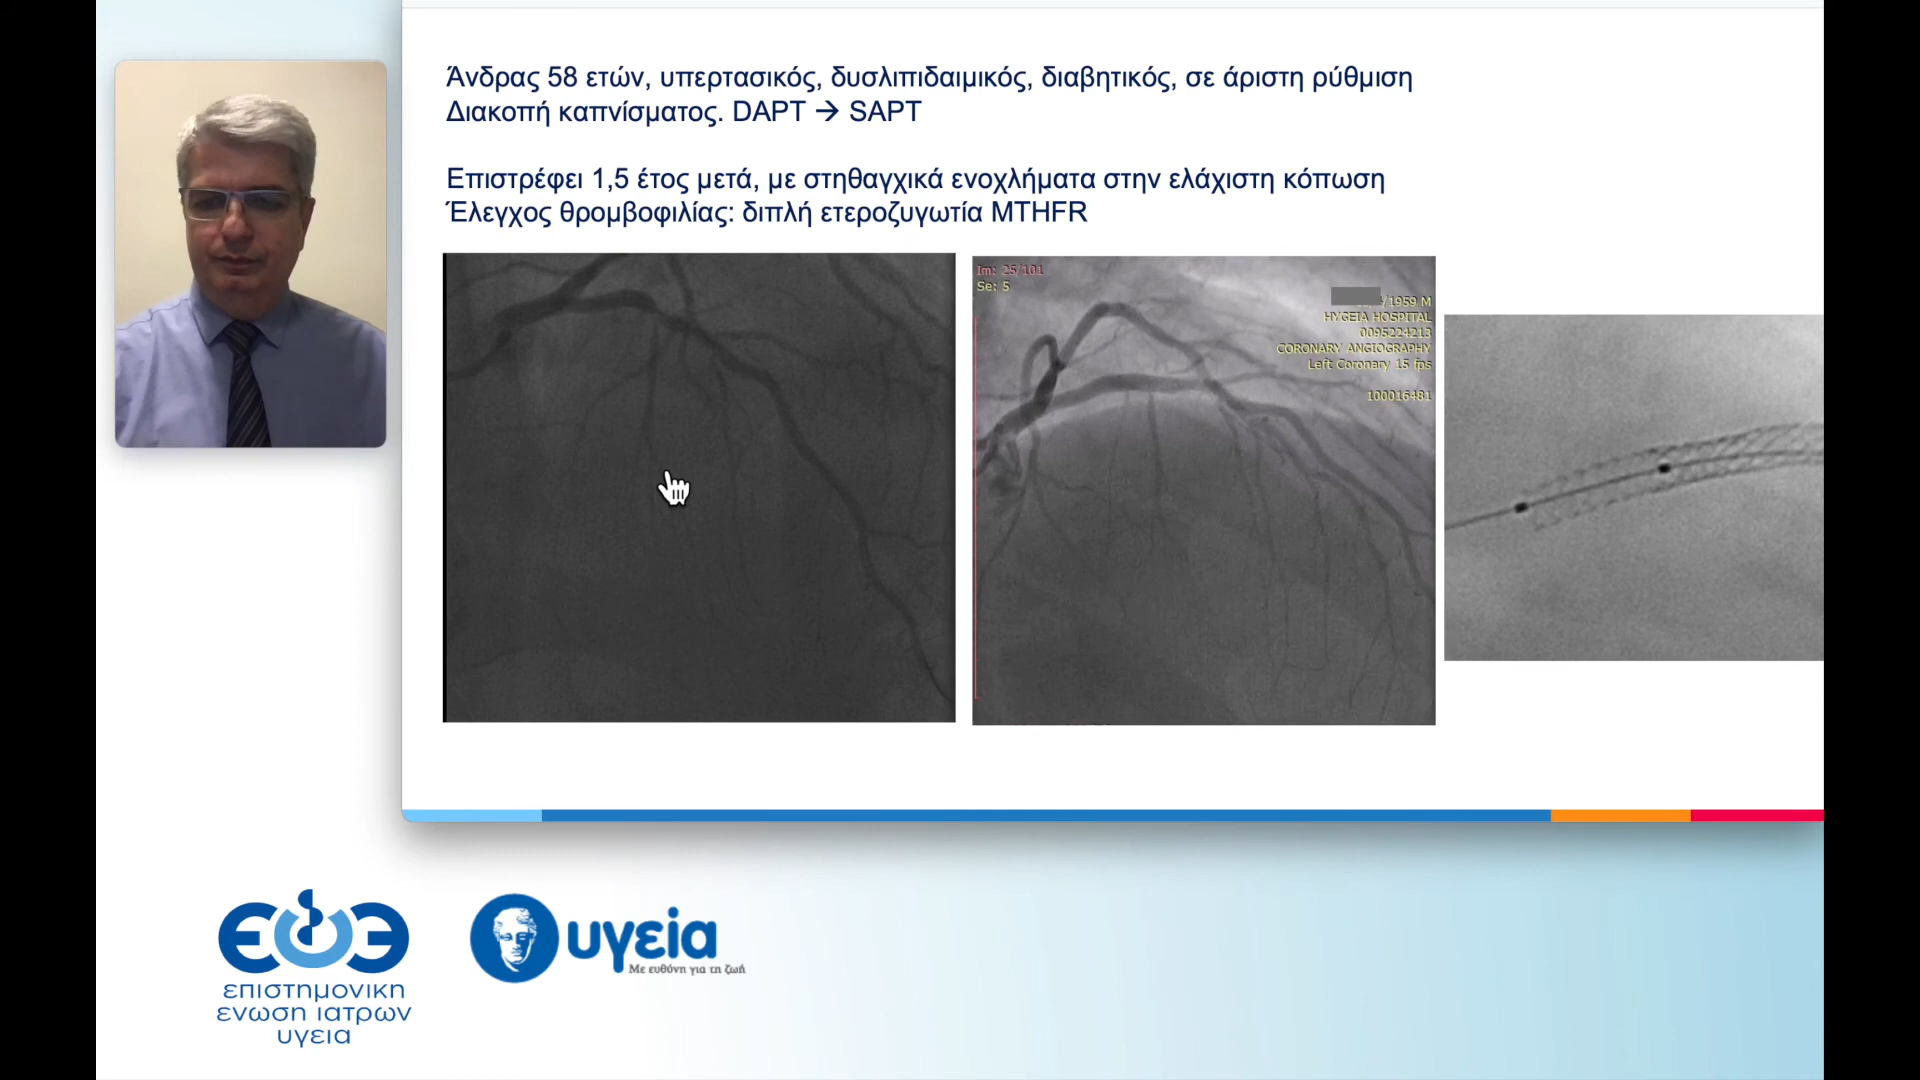 Άνδρας 58 ετών, υπερτασικός, δυσλιπιδαιμικός, διαβητικός, σε άριστη ρύθμιση
Διακοπή καπνίσματος. DAPT → SAPT
Επιστρέφει 1,5 έτος μετά, με στηθαγχικά ενοχλήματα στην ελάχιστη κόπωση
Έλεγχος θρομβοφιλίας: διπλή ετεροζυγωτία MTHFR
Im: 25/101
Se: 5
/1959 M
HYGEIA HOSPITAL
0095224213
CORONARY ANGIOGRAPHY
Left Coronary 15 fps
100016481
επιστημονικη
ενωση ιατρων
υγεια
υγεία
Με ευθύνη για τη ζωή